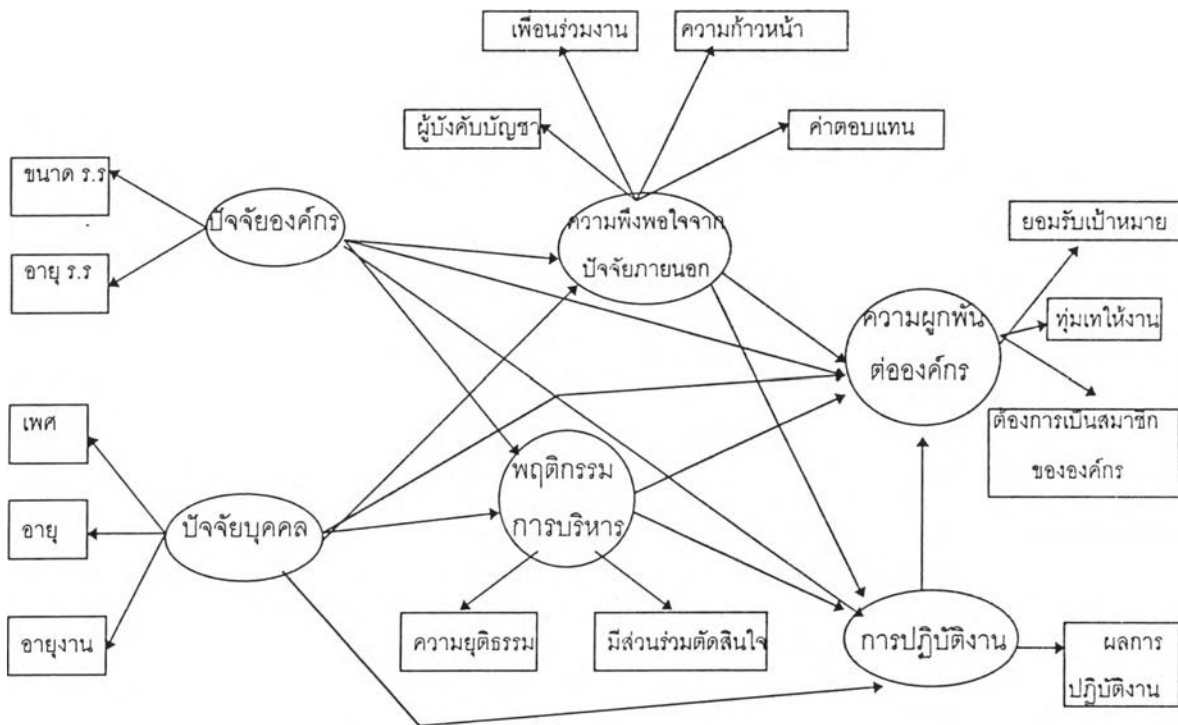 เพื่อนร่วมงาน
ความก้าวหน้า
ผู้บังคับบัญชา
ค่าตอบแทน
ขนาด ร.ร
ปัจจัยองค์กร
อายุ ร.ร
ความพึงพอใจจาก
ปัจจัยภายนอก
ยอมรับเป้าหมาย
ความผูกพัน
ต่อองค์กร
ทุ่มเทให้งาน
ต้องการเป็นสมาชิก
ขององค์กร
เพศ
อายุ
อายุงาน
ปัจจัยบุคคล
พฤติกรรม
การบริหาร
ความยุติธรรม
มีส่วนร่วมตัดสินใจ
การปฏิบัติงาน
ผลการ
ปฏิบัติงาน